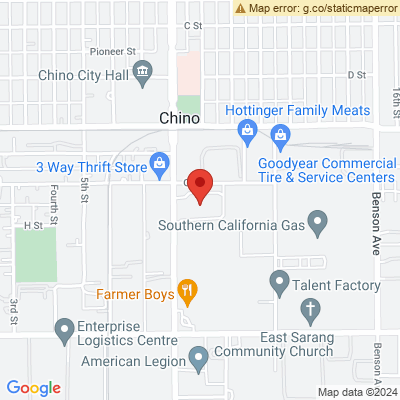 Map error: g.co/staticmaperror
C St
Pioneer St
D St
16th St
Chino City Hall
Chino
Hottinger Family Meats
3 Way Thrift Store
Goodyear Commercial
Tire & Service Centers
Fourth St
5th St
H St
Benson Ave
Southern California Gas
3rd St
Talent Factory
Farmer Boys
Enterprise
Logistics Centre
East Sarang
Community Church
American Legion
Benson A
Google
Map data ©2024